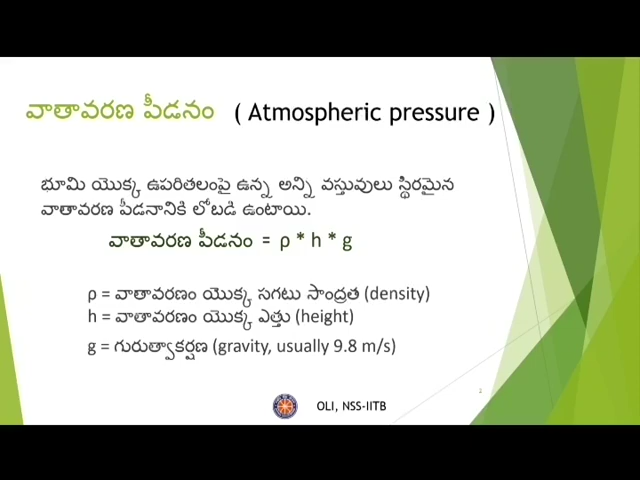 వాతావరణ పీడనం ( Atmospheric pressure )
భూమి యొక్క ఉపరితలంపై ఉన్న అన్ని వస్తువులు స్థిరమైన
వాతావరణ పీడనానికి లోబడి ఉంటాయి.
వాతావరణ పీడనం = ρ * h * g
ρ = వాతావరణం యొక్క సగటు సాంద్రత (density)
h = వాతావరణం యొక్క ఎత్తు (height)
g = గురుత్వాకర్షణ (gravity, usually 9.8 m/s)
OLI, NSS-IITB